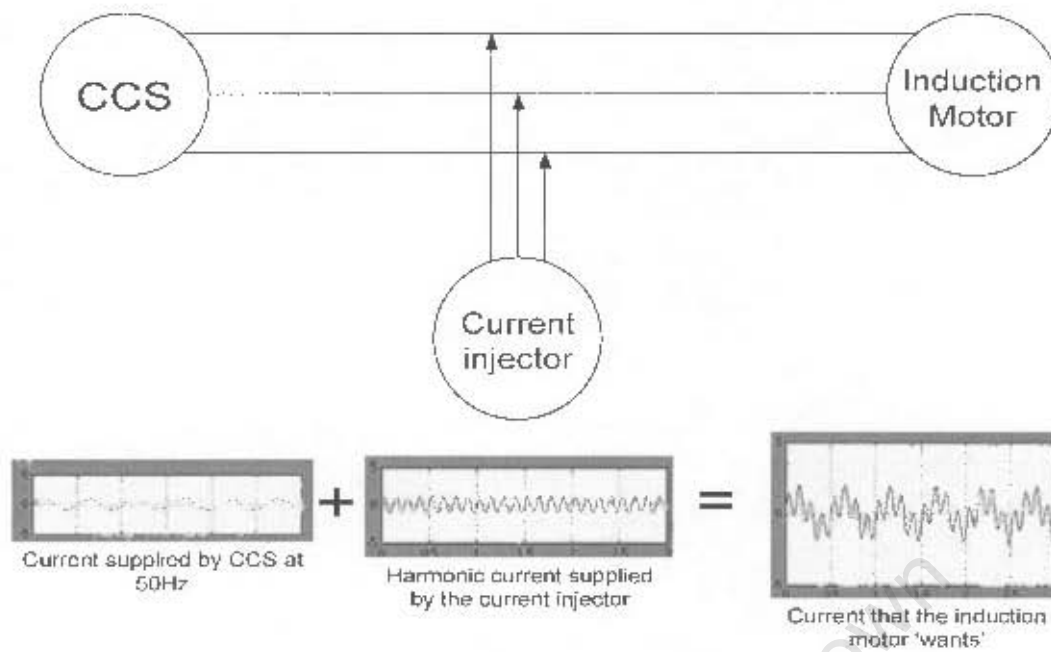 CCS
Induction
Motor
Current
injector
+
=
Current supplied by CCS at
50Hz
Harmonic current supplied
by the current injector
Current that the induction
motor 'wants'
own